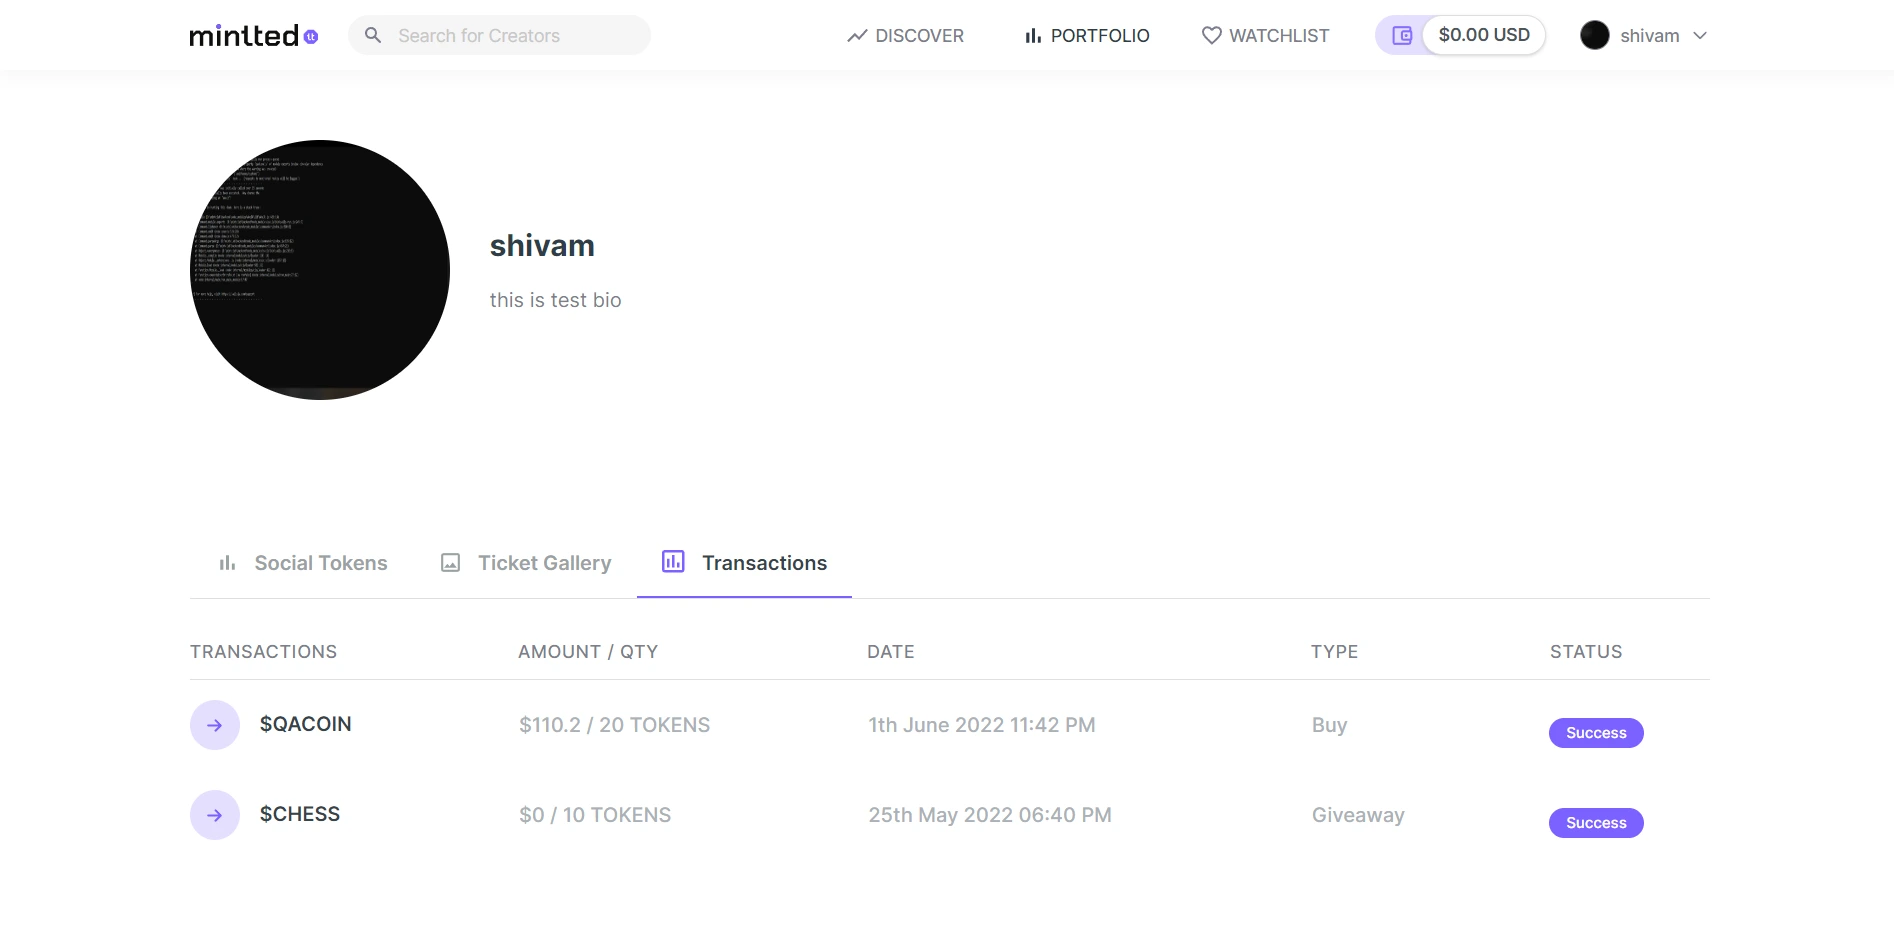 mintted tt
Search for Creators
DISCOVER
PORTFOLIO
WATCHLIST
$0.00 USD
shivam
shivam
this is test bio
Social Tokens
Ticket Gallery
Transactions
TRANSACTIONS AMOUNT / QTY DATE TYPE STATUS
$QACOIN $110.2 / 20 TOKENS 1th June 2022 11:42 PM Buy Success
$CHESS $0 / 10 TOKENS 25th May 2022 06:40 PM Giveaway Success